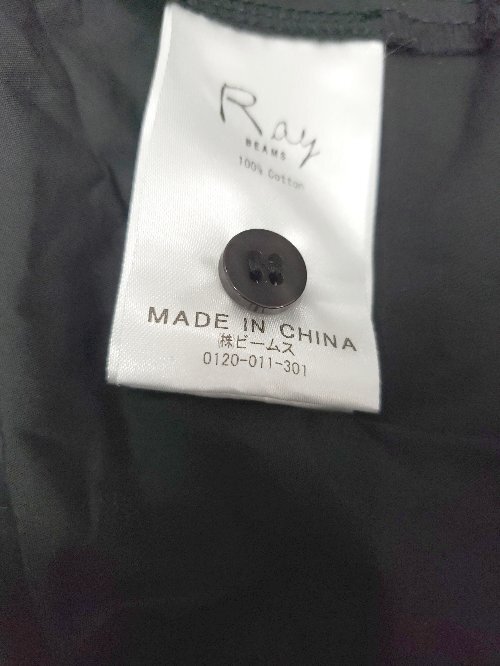 Ray
BEAMS
100% Cotton
MADE IN CHINA
㈱ビームス
0120-011-301